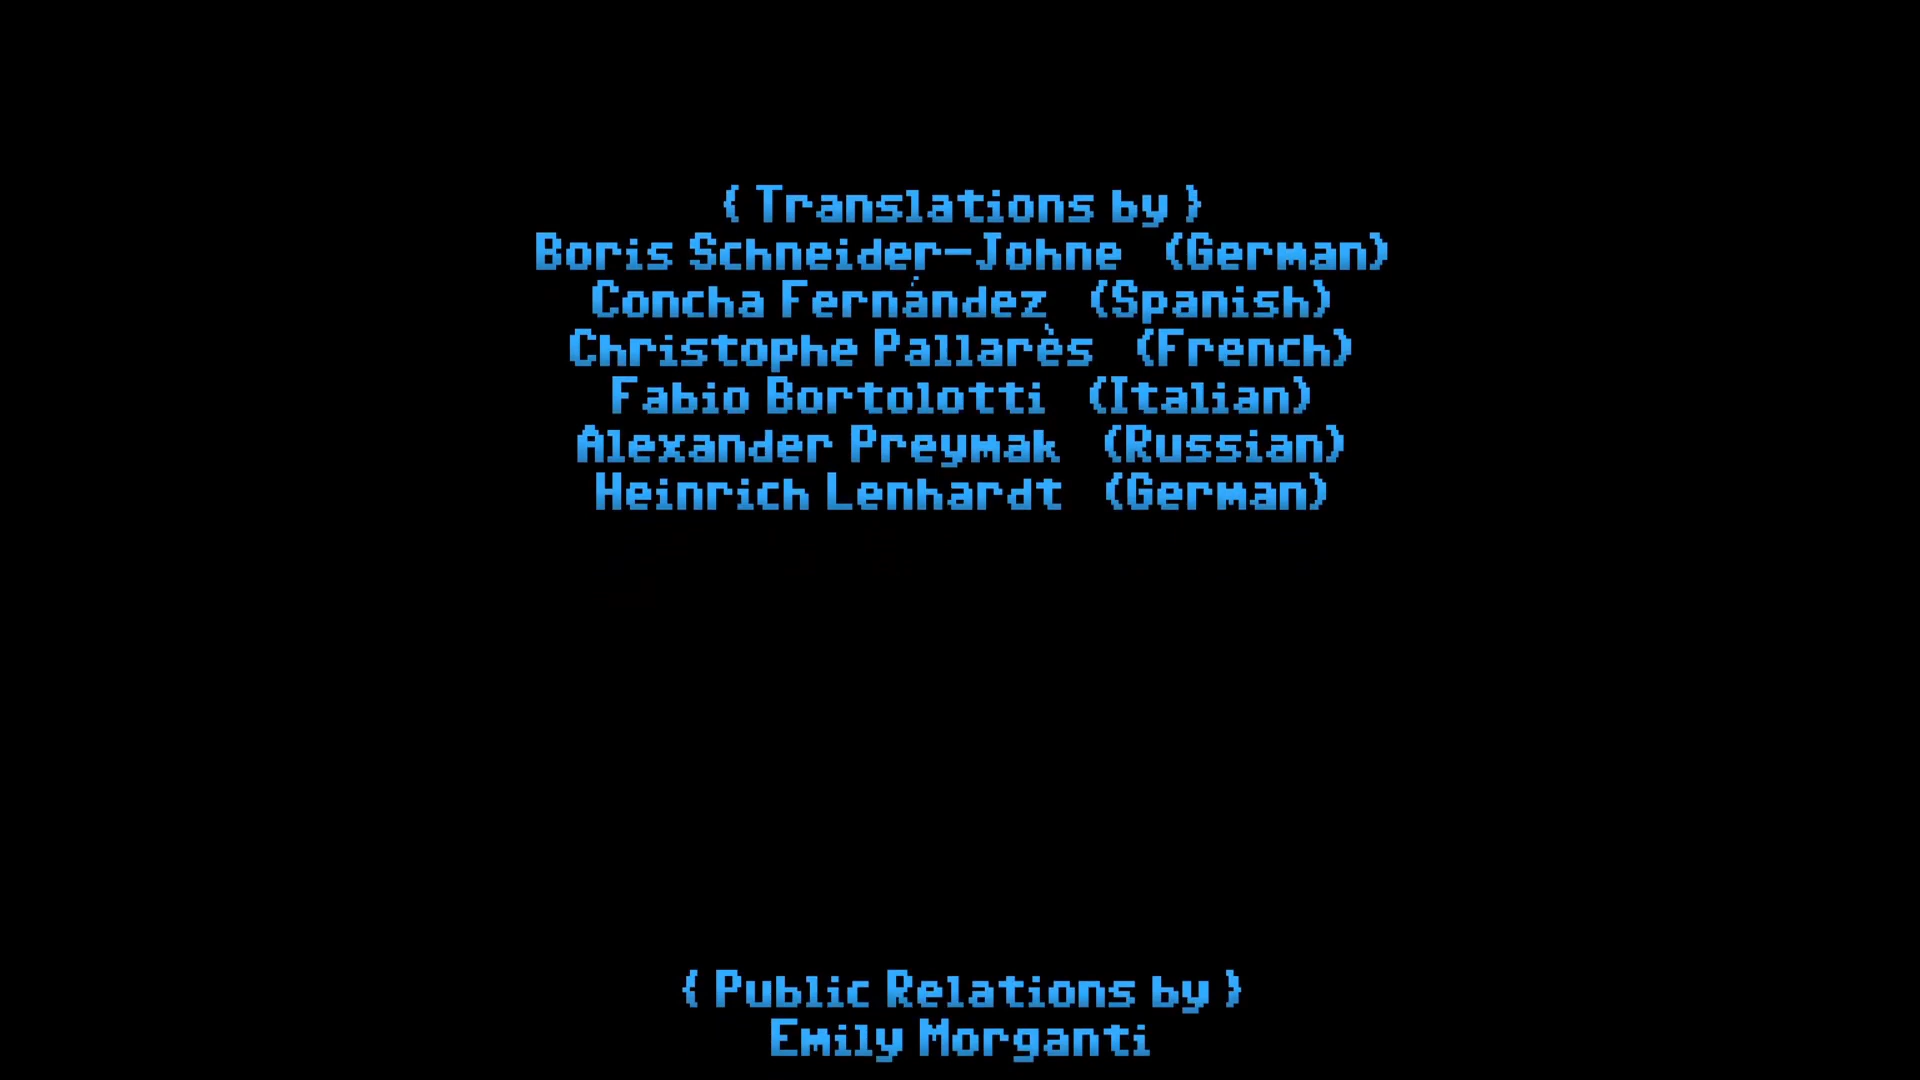 { Translations by }
Boris Schneider-Johne (German)
Concha Fernández (Spanish)
Christophe Pallarès (French)
Fabio Bortolotti (Italian)
Alexander Preymak (Russian)
Heinrich Lenhardt (German)
{ Public Relations by }
Emily Morganti